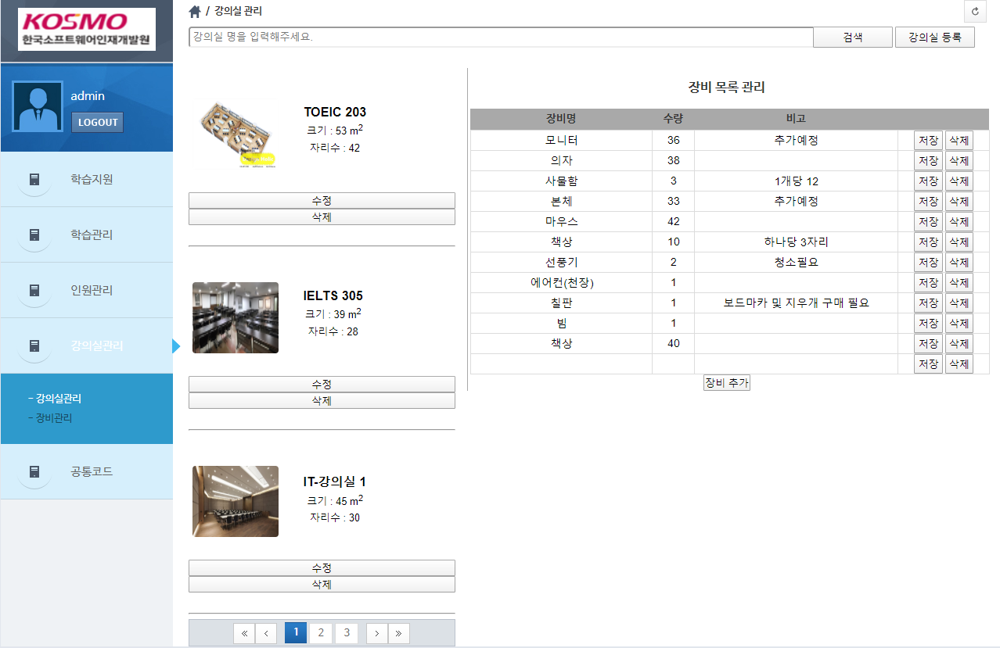 KOSMO
한국소프트웨어인재개발원
admin
LOGOUT
학습지원
학습관리
인원관리
강의실관리
- 강의실관리
- 장비관리
공통코드
/ 강의실 관리
강의실 명을 입력해주세요.
검색
강의실 등록
TOEIC 203
크기 : 53 m2
자리수 : 42
수정
삭제
IELTS 305
크기 : 39 m2
자리수 : 28
수정
삭제
IT-강의실 1
크기 : 45 m2
자리수 : 30
수정
삭제
« ‹ 1 2 3 › »
장비 목록 관리
장비명 수량 비고
모니터 36 추가예정 저장 삭제
의자 38 저장 삭제
사물함 3 1개당 12 저장 삭제
본체 33 추가예정 저장 삭제
마우스 42 저장 삭제
책상 10 하나당 3자리 저장 삭제
선풍기 2 청소필요 저장 삭제
에어컨(천장) 1 저장 삭제
칠판 1 보드마카 및 지우개 구매 필요 저장 삭제
빔 1 저장 삭제
책상 40 저장 삭제
저장 삭제
장비 추가